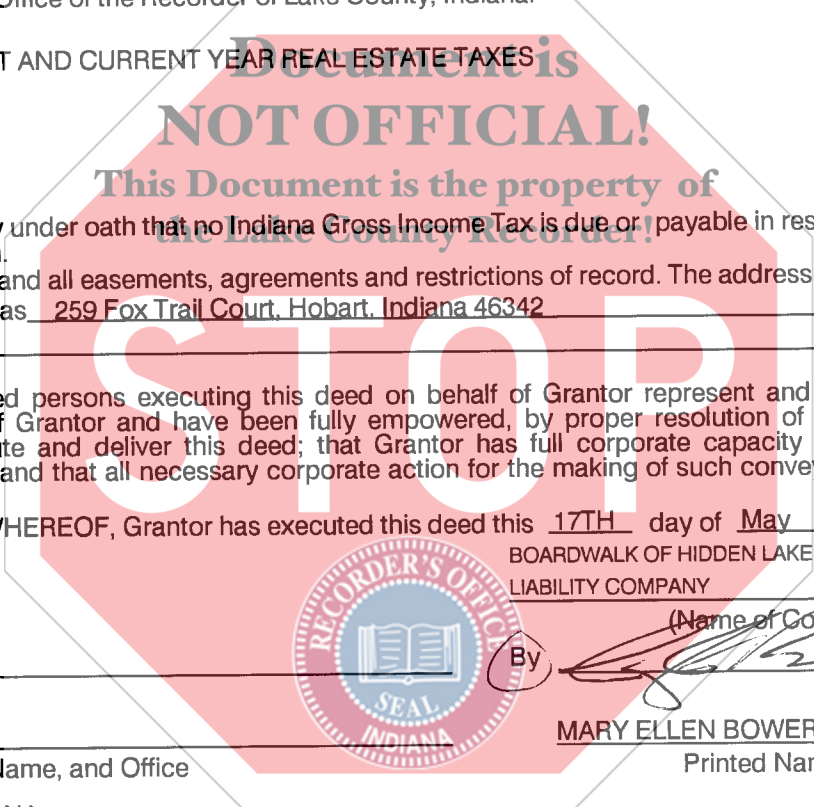 Office of the Recorder of Lake County, Indiana.
T AND CURRENT YEAR REAL ESTATE TAXES
Document is
NOT OFFICIAL!
This Document is the property of
the Lake County Recorder!
under oath that no Indiana Gross Income Tax is due or payable in res
and all easements, agreements and restrictions of record. The address
as 259 Fox Trail Court, Hobart, Indiana 46342
STOP
ed persons executing this deed on behalf of Grantor represent and
f Grantor and have been fully empowered, by proper resolution of
te and deliver this deed; that Grantor has full corporate capacity
and that all necessary corporate action for the making of such conve
WHEREOF, Grantor has executed this deed this 17TH day of May
BOARDWALK OF HIDDEN LAKE
LIABILITY COMPANY
(Name of Co
By
RECORDER'S OFFICE
SEAL
INDIANA
MARY ELLEN BOWER
Name, and Office
Printed Nam